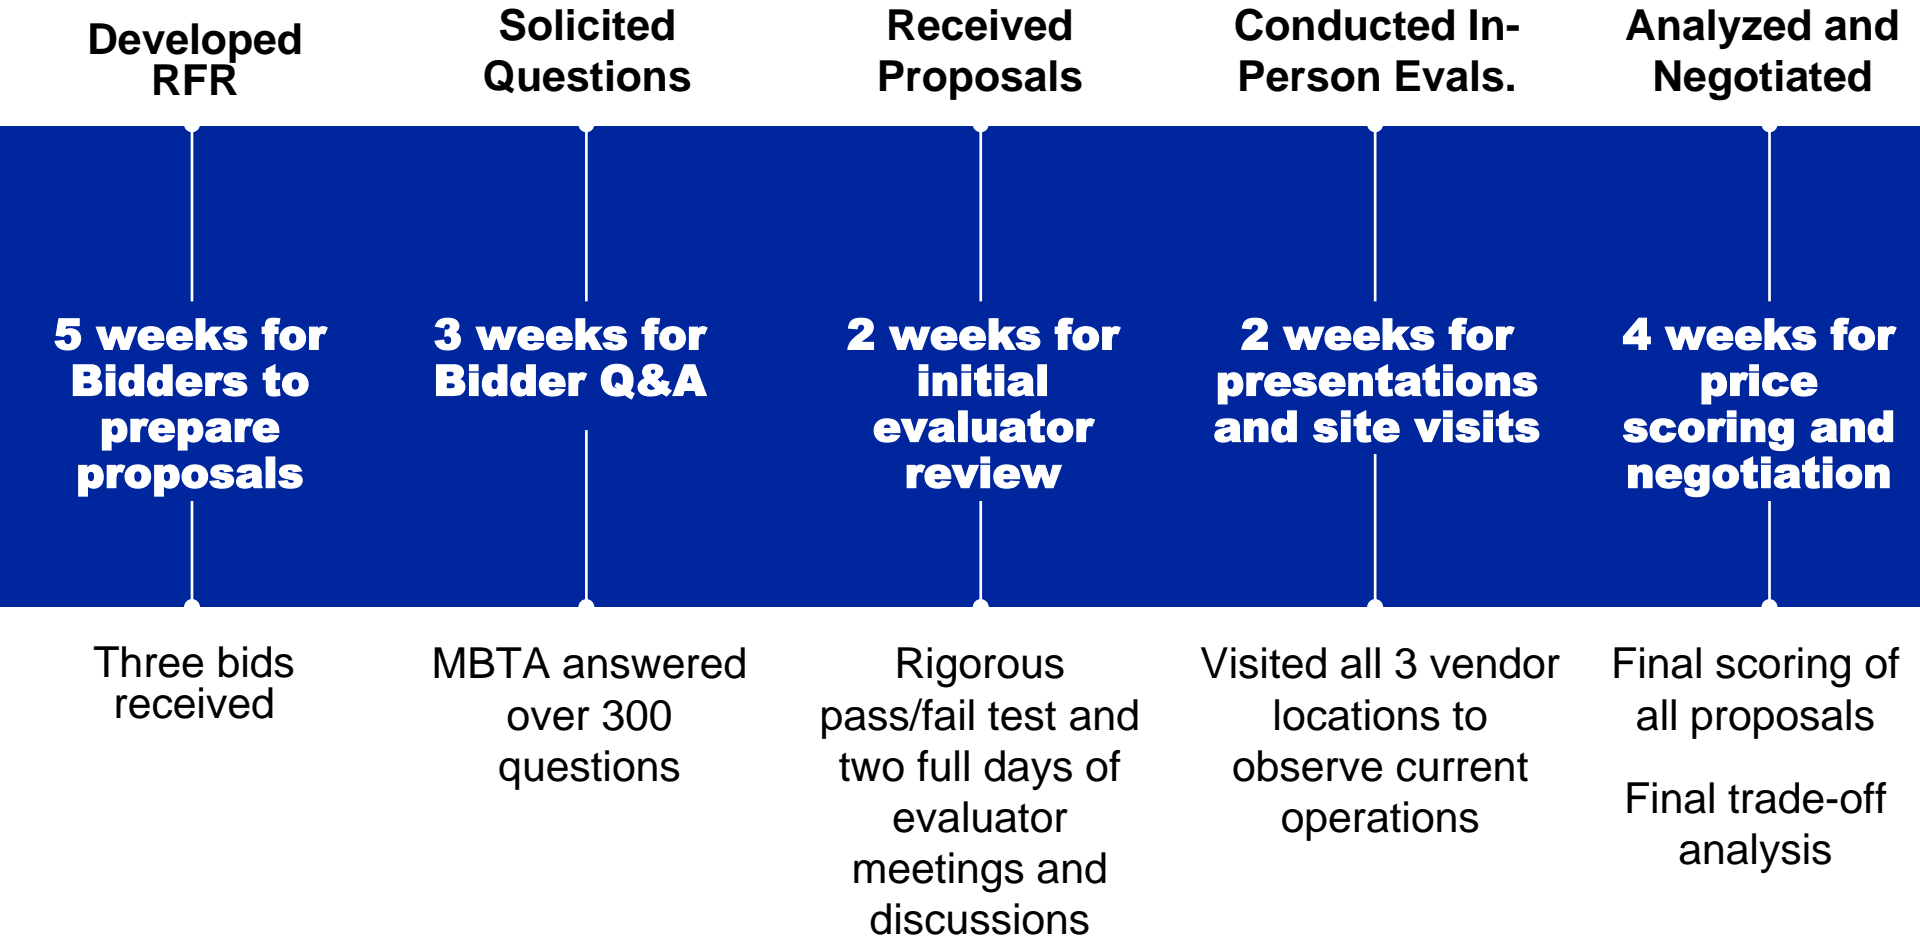 Developed
RFR
Solicited
Questions
Received
Proposals
Conducted In-
Person Evals.
Analyzed and
Negotiated
5 weeks for
Bidders to
prepare
proposals
3 weeks for
Bidder Q&A
2 weeks for
initial
evaluator
review
2 weeks for
presentations
and site visits
4 weeks for
price
scoring and
negotiation
Three bids
received
MBTA answered
over 300
questions
Rigorous
pass/fail test and
two full days of
evaluator
meetings and
discussions
Visited all 3 vendor
locations to
observe current
operations
Final scoring of
all proposals
Final trade-off
analysis